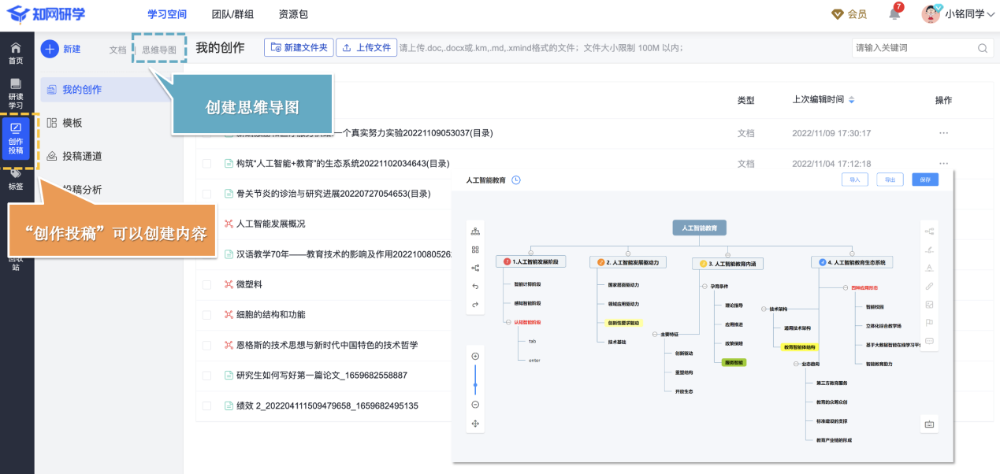 知网研学
学习空间 团队/群组 资源包
会员 7 小铭同学
首页
研读
学习
创作
投稿
标签
站
新建 文档 思维导图
我的创作
模板
投稿通道
投稿分析
我的创作 新建文件夹 上传文件 请上传.doc,.docx或.km,.md,.xmind格式的文件；文件大小限制 100M 以内；
请输入关键词
创建思维导图
“创作投稿”可以创建内容
类型 上次编辑时间 操作
一个真实努力实验20221109053037(目录) 文档 2022/11/09 17:30:17 ···
构筑“人工智能+教育”的生态系统20221102034643(目录) 文档 2022/11/04 17:12:18 ···
骨关节炎的诊治与研究进展20220727054653(目录)
人工智能发展概况
汉语教学70年——教育技术的影响及作用2022100805262
微塑料
细胞的结构和功能
恩格斯的技术思想与新时代中国特色的技术哲学
研究生如何写好第一篇论文_1659682558887
绩效 2_202204111509479658_1659682495135
人工智能教育
导入 导出 保存
人工智能教育
1 1.人工智能发展阶段
智能计算阶段
感知智能阶段
认知智能阶段
tab
enter
2 2. 人工智能发展驱动力
国家层面驱动力
领域应用驱动力
创新性要求驱动
技术基础
3 3. 人工智能教育内涵
孕育条件
理论指导
应用推进
政策保障
服务智能
主要特征
创新驱动
重塑结构
开放生态
4 4. 人工智能教育生态系统
四种应用形态
智能校园
立体化综合教学场
基于大数据智能在线学习平台
智能教育助力
技术架构
通用技术架构
教育智能体结构
业态趋向
第三方教育服务
教育的众筹众创
标准建设的支撑
教育产业链的形成